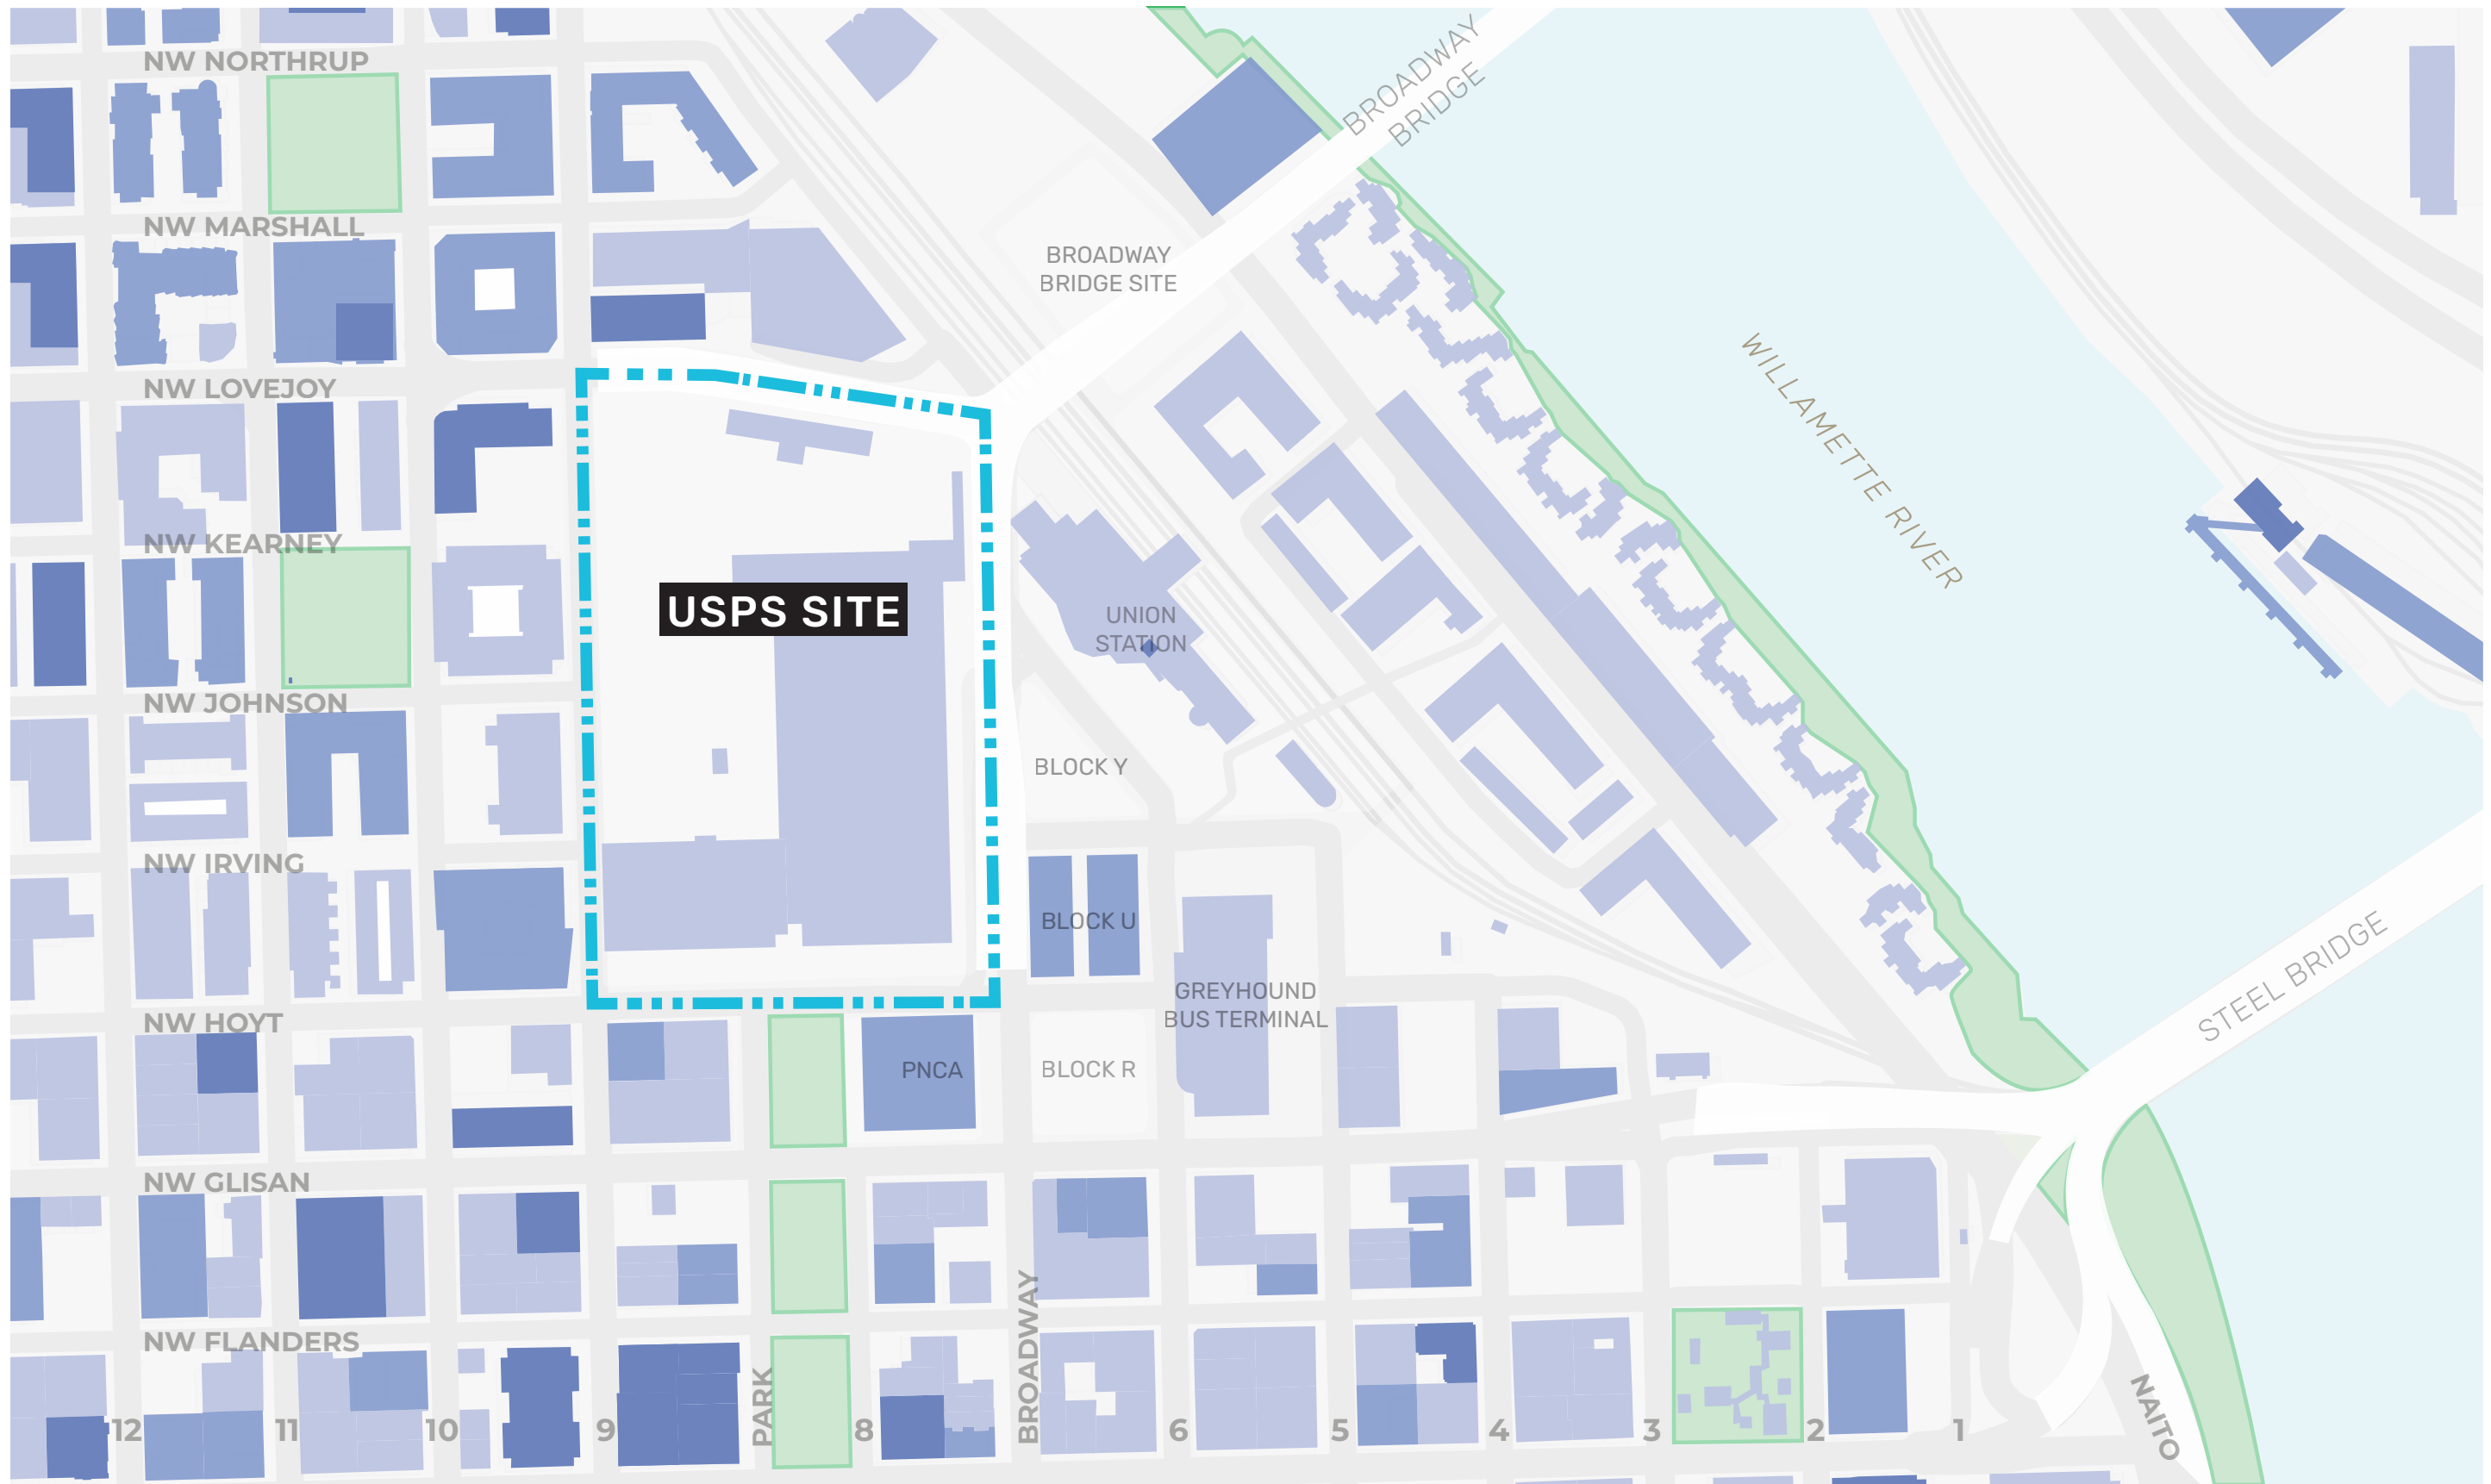 NW NORTHRUP
BROADWAY
BRIDGE
NW MARSHALL
BROADWAY
BRIDGE SITE
NW LOVEJOY
WILLAMETTE RIVER
NW KEARNEY
USPS SITE
UNION
STATION
NW JOHNSON
BLOCK Y
NW IRVING
BLOCK U
STEEL BRIDGE
GREYHOUND
BUS TERMINAL
NW HOYT
PNCA
BLOCK R
NW GLISAN
NW FLANDERS
BROADWAY
PARK
NAITO
12
11
10
9
8
6
5
4
3
2
1